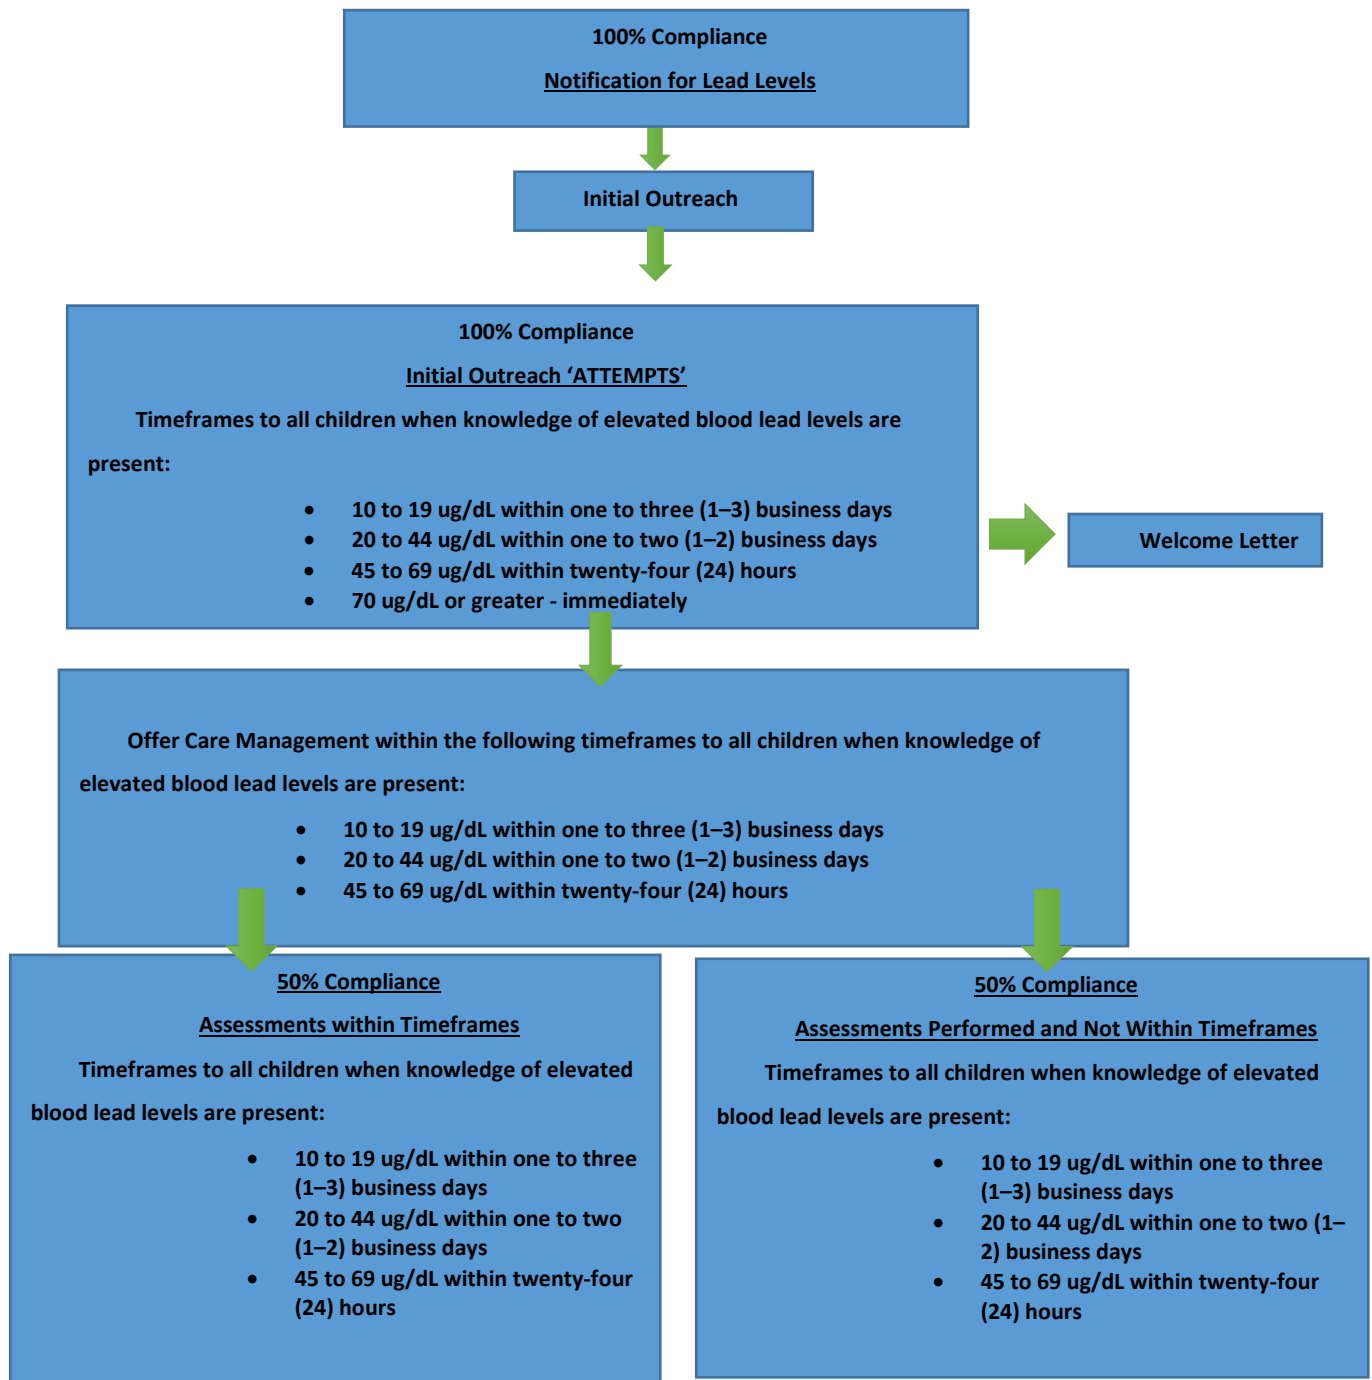 100% Compliance
Notification for Lead Levels
Initial Outreach
100% Compliance
Initial Outreach ‘ATTEMPTS’
Timeframes to all children when knowledge of elevated blood lead levels are
present:
• 10 to 19 ug/dL within one to three (1–3) business days
• 20 to 44 ug/dL within one to two (1–2) business days
• 45 to 69 ug/dL within twenty-four (24) hours
• 70 ug/dL or greater - immediately
Welcome Letter
Offer Care Management within the following timeframes to all children when knowledge of
elevated blood lead levels are present:
• 10 to 19 ug/dL within one to three (1–3) business days
• 20 to 44 ug/dL within one to two (1–2) business days
• 45 to 69 ug/dL within twenty-four (24) hours
50% Compliance
Assessments within Timeframes
Timeframes to all children when knowledge of elevated
blood lead levels are present:
• 10 to 19 ug/dL within one to three
(1–3) business days
• 20 to 44 ug/dL within one to two
(1–2) business days
• 45 to 69 ug/dL within twenty-four
(24) hours
50% Compliance
Assessments Performed and Not Within Timeframes
Timeframes to all children when knowledge of elevated
blood lead levels are present:
• 10 to 19 ug/dL within one to three
(1–3) business days
• 20 to 44 ug/dL within one to two (1–
2) business days
• 45 to 69 ug/dL within twenty-four
(24) hours